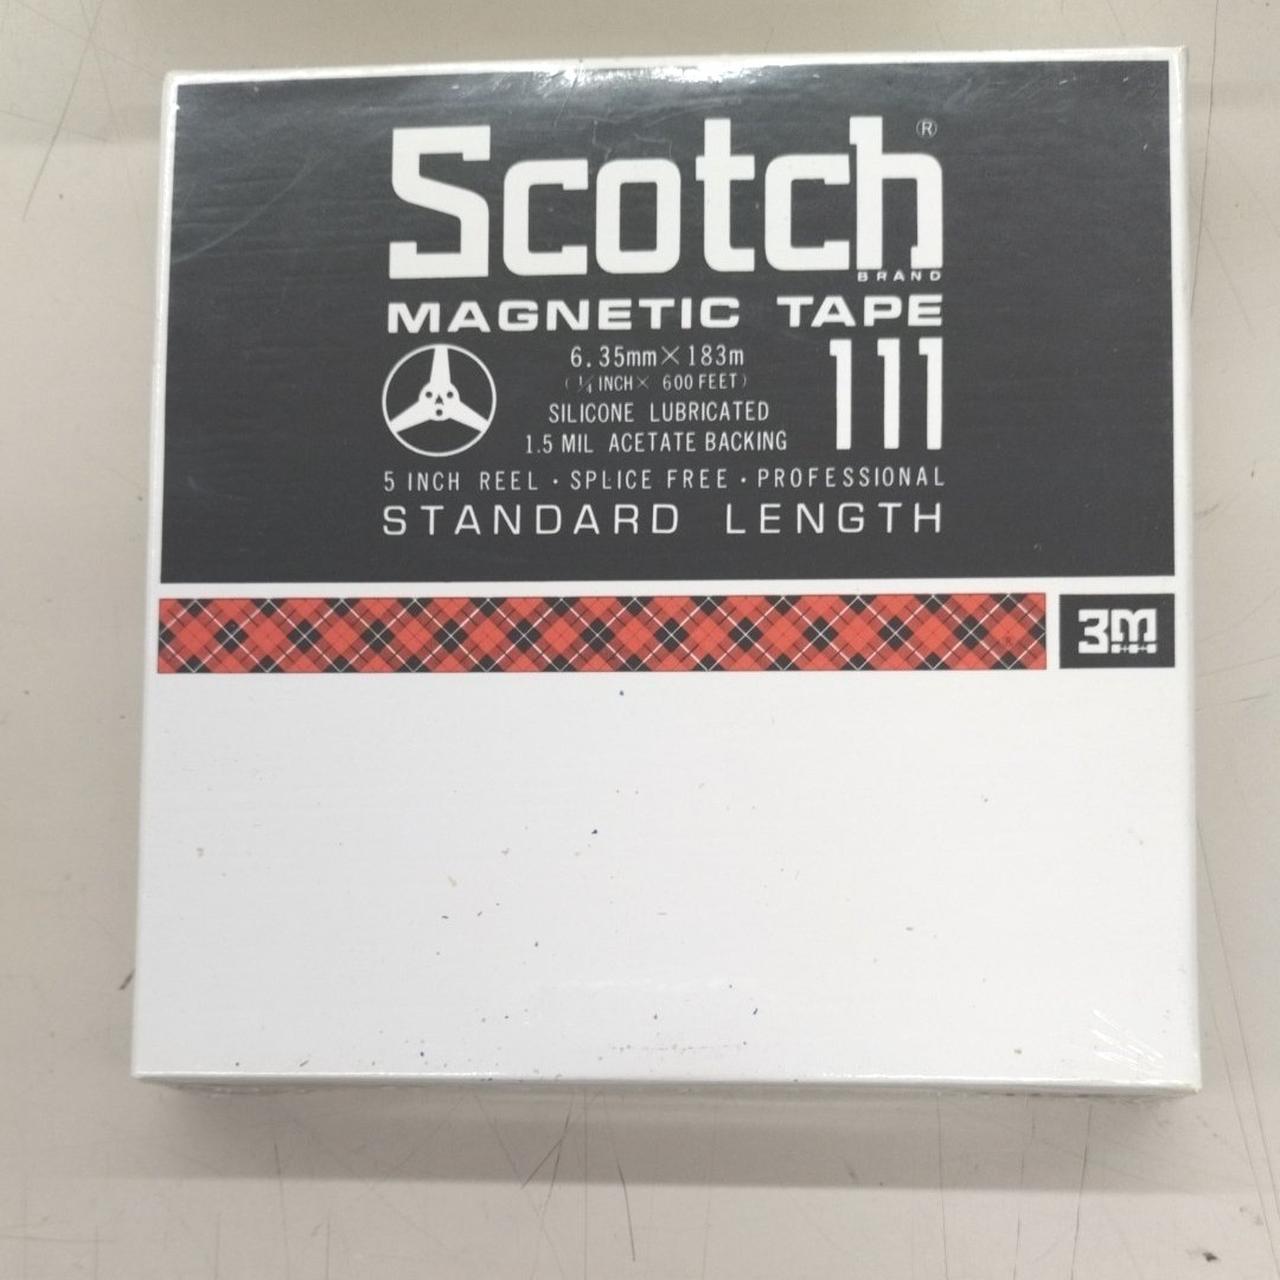 Scotch®
BRAND
MAGNETIC TAPE
6.35mm×183m
(¼ INCH× 600 FEET)
SILICONE LUBRICATED
1.5 MIL ACETATE BACKING
111
5 INCH REEL · SPLICE FREE · PROFESSIONAL
STANDARD LENGTH
3M